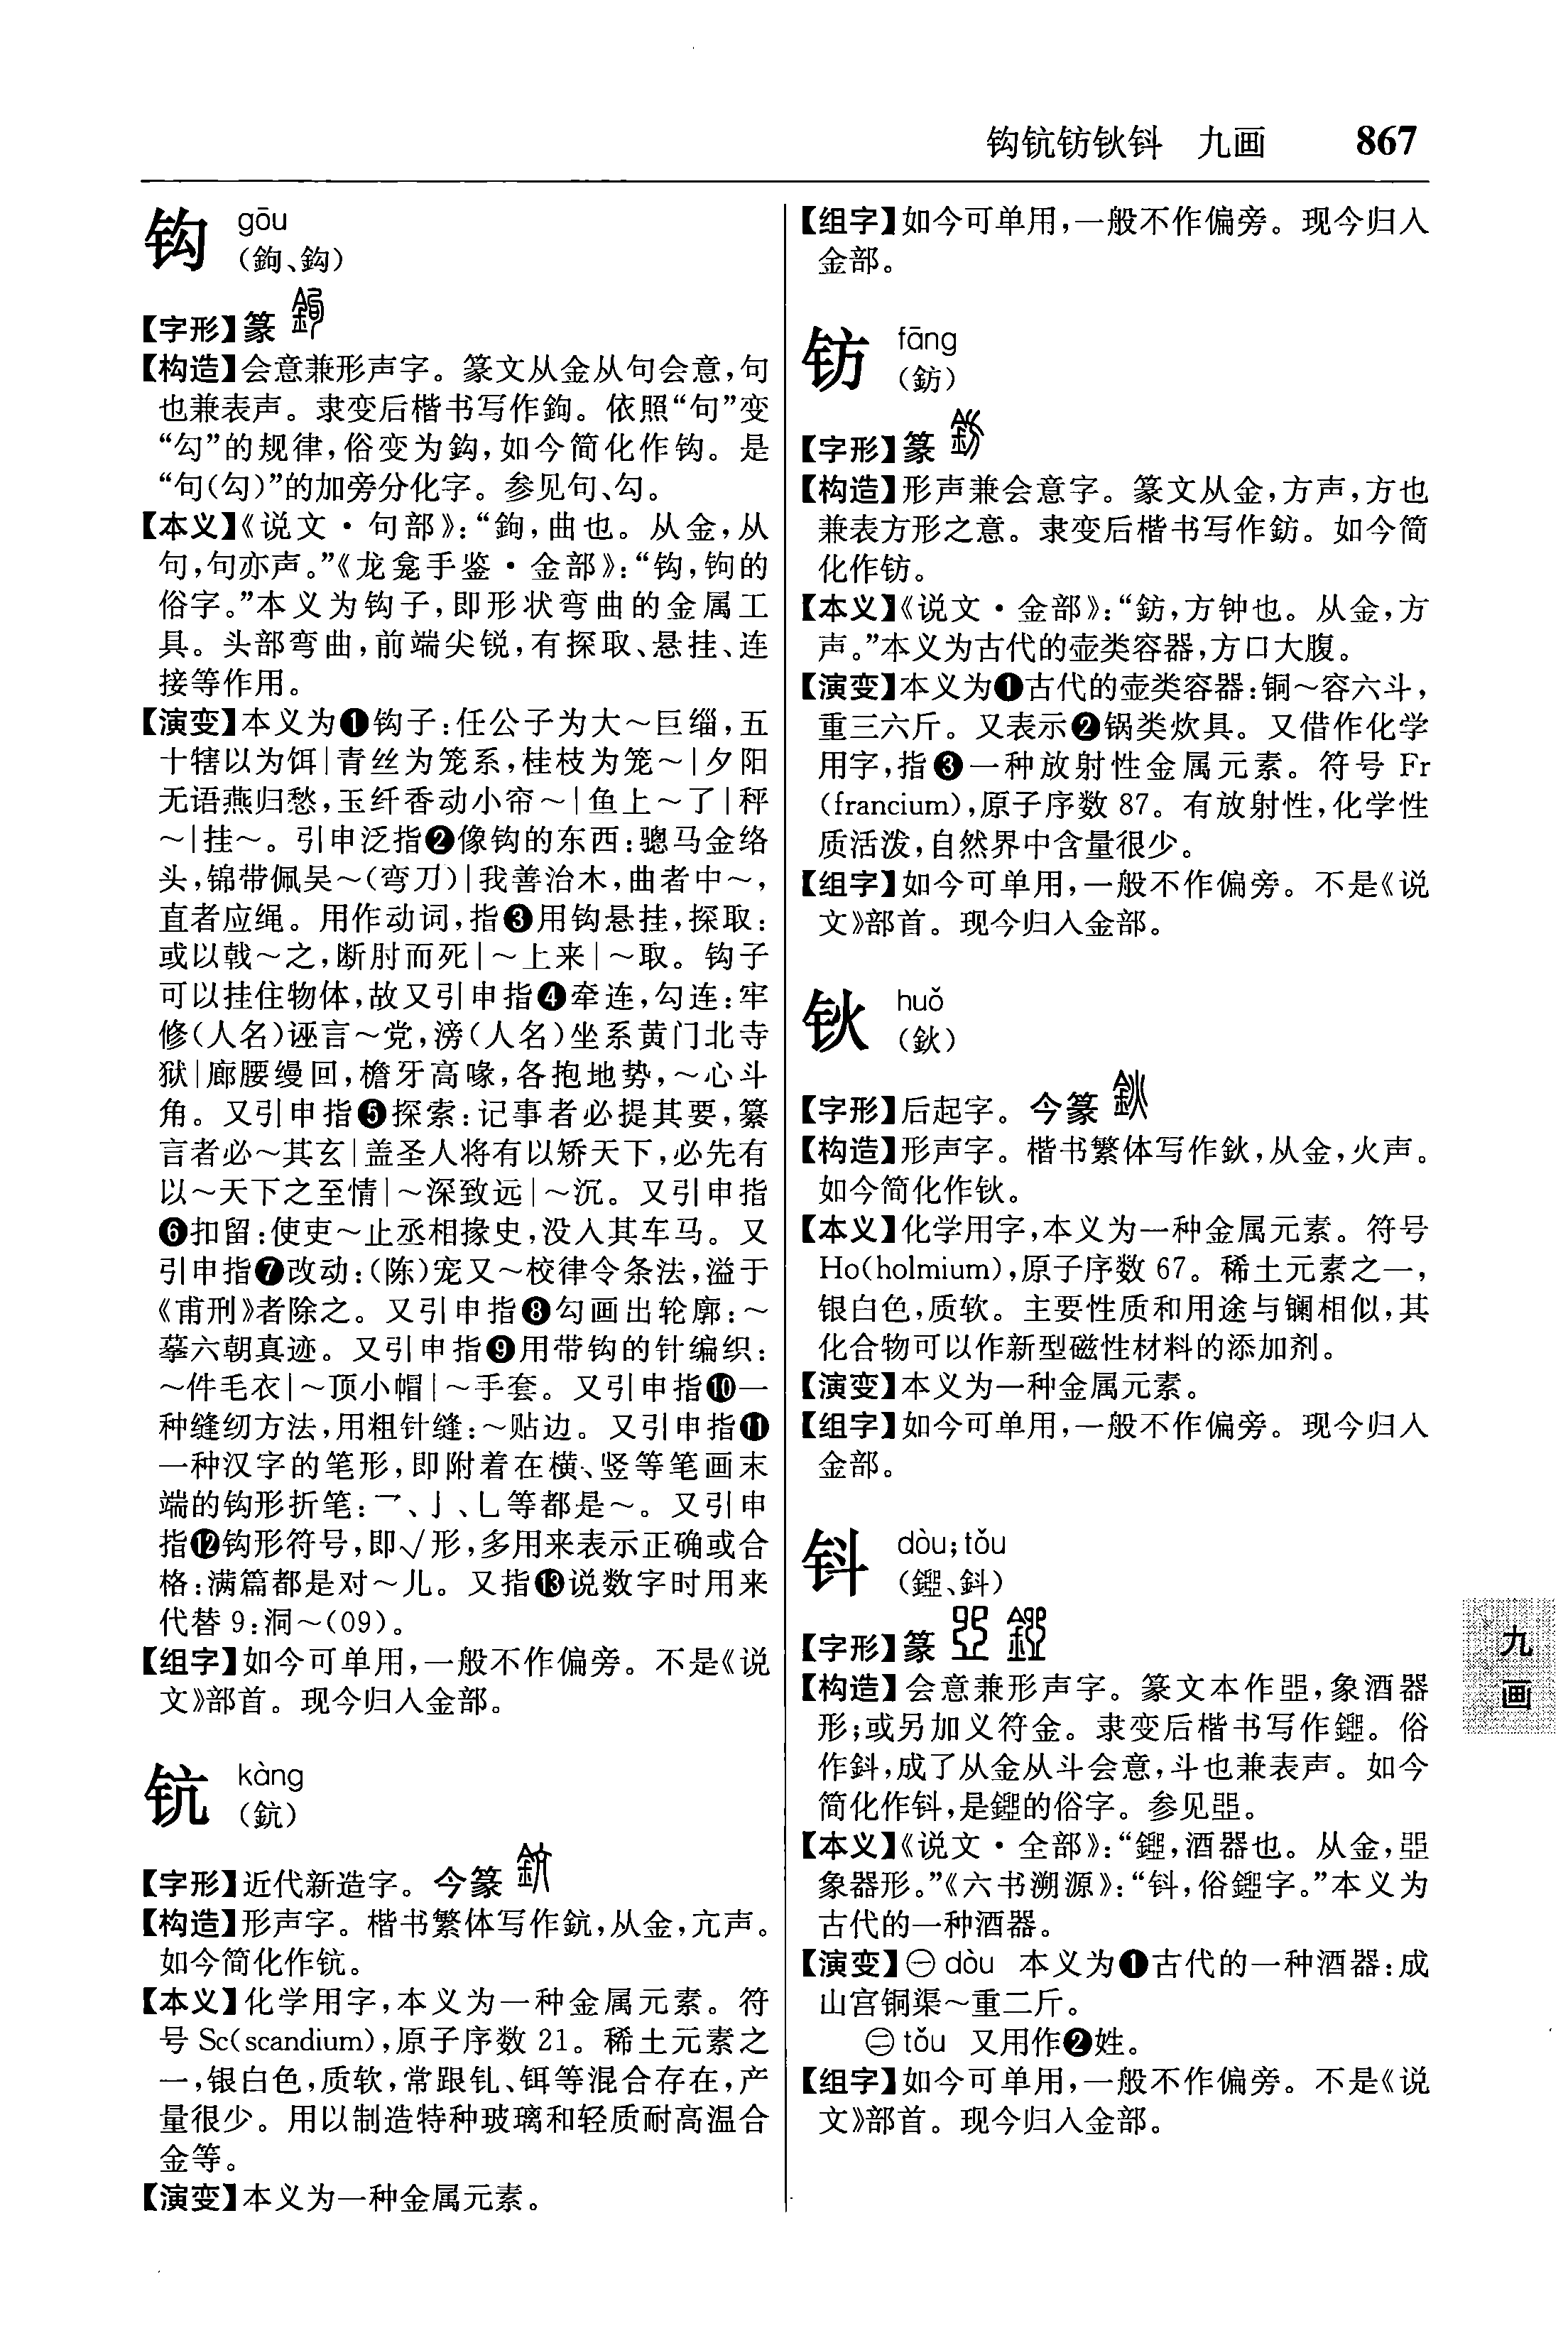 钩钪钫钬钭 九画 867
钩 gōu
（鉤、鈎）
【字形】篆
【构造】会意兼形声字。篆文从金从句会意，句
也兼表声。隶变后楷书写作鉤。依照“句”变
“勾”的规律，俗变为鈎，如今简化作钩。是
“句（勾）”的加旁分化字。参见句、勾。
【本义】《说文·句部》：“鉤，曲也。从金，从
句，句亦声。”《龙龛手鉴·金部》：“钩，钩的
俗字。”本义为钩子，即形状弯曲的金属工
具。头部弯曲，前端尖锐，有探取、悬挂、连
接等作用。
【演变】本义为❶钩子：任公子为大～巨缁，五
十犗以为饵|青丝为笼系，桂枝为笼～|夕阳
无语燕归愁，玉纤香动小帘～|鱼上～了|秤
～|挂～。引申泛指❷像钩的东西：骢马金络
头，锦带佩吴～（弯刀）|我善治木，曲者中～，
直者应绳。用作动词，指❸用钩悬挂，探取：
或以戟～之，断肘而死|～上来|～取。钩子
可以挂住物体，故又引申指❹牵连，勾连：牢
修（人名）诬言～党，滂（人名）坐系黄门北寺
狱|廊腰缦回，檐牙高喙，各抱地势，～心斗
角。又引申指❺探索：记事者必提其要，纂
言者必～其玄|盖圣人将有以矫天下，必先有
以～天下之至情|～深致远|～沉。又引申指
❻扣留：使吏～止丞相掾史，没入其车马。又
引申指❼改动：（陈）宠又～校律令条法，溢于
《甫刑》者除之。又引申指❽勾画出轮廓：～
摹六朝真迹。又引申指❾用带钩的针编织：
～件毛衣|～顶小帽|～手套。又引申指❿一
种缝纫方法，用粗针缝：～贴边。又引申指⓫
一种汉字的笔形，即附着在横、竖等笔画末
端的钩形折笔：乛、亅、乚等都是～。又引申
指⓬钩形符号，即√形，多用来表示正确或合
格：满篇都是对～儿。又指⓭说数字时用来
代替9：洞～（09）。
【组字】如今可单用，一般不作偏旁。不是《说
文》部首。现今归入金部。
钪 kàng
（鈧）
【字形】近代新造字。今篆
【构造】形声字。楷书繁体写作鈧，从金，亢声。
如今简化作钪。
【本义】化学用字，本义为一种金属元素。符
号Sc（scandium），原子序数21。稀土元素之
一，银白色，质软，常跟钆、铒等混合存在，产
量很少。用以制造特种玻璃和轻质耐高温合
金等。
【演变】本义为一种金属元素。
【组字】如今可单用，一般不作偏旁。现今归入
金部。
钫 fāng
（鈁）
【字形】篆
【构造】形声兼会意字。篆文从金，方声，方也
兼表方形之意。隶变后楷书写作鈁。如今简
化作钫。
【本义】《说文·金部》：“鈁，方钟也。从金，方
声。”本义为古代的壶类容器，方口大腹。
【演变】本义为❶古代的壶类容器：铜～容六斗，
重三六斤。又表示❷锅类炊具。又借作化学
用字，指❸一种放射性金属元素。符号Fr
（francium），原子序数87。有放射性，化学性
质活泼，自然界中含量很少。
【组字】如今可单用，一般不作偏旁。不是《说
文》部首。现今归入金部。
钬 huǒ
（鈥）
【字形】后起字。今篆
【构造】形声字。楷书繁体写作鈥，从金，火声。
如今简化作钬。
【本义】化学用字，本义为一种金属元素。符号
Ho（holmium），原子序数67。稀土元素之一，
银白色，质软。主要性质和用途与镧相似，其
化合物可以作新型磁性材料的添加剂。
【演变】本义为一种金属元素。
【组字】如今可单用，一般不作偏旁。现今归入
金部。
钭 dòu；tǒu
（鋀、鈄）
【字形】篆
【构造】会意兼形声字。篆文本作㖣，象酒器
形；或另加义符金。隶变后楷书写作鎠。俗
作鈄，成了从金从斗会意，斗也兼表声。如今
简化作钭，是鎠的俗字。参见㖣。
【本义】《说文·全部》：“鎠，酒器也。从金，㖣
象器形。”《六书溯源》：“钭，俗鎠字。”本义为
古代的一种酒器。
【演变】㊀dòu 本义为❶古代的一种酒器：成
山宫铜渠～重二斤。
㊁tǒu 又用作❷姓。
【组字】如今可单用，一般不作偏旁。不是《说
文》部首。现今归入金部。
九画